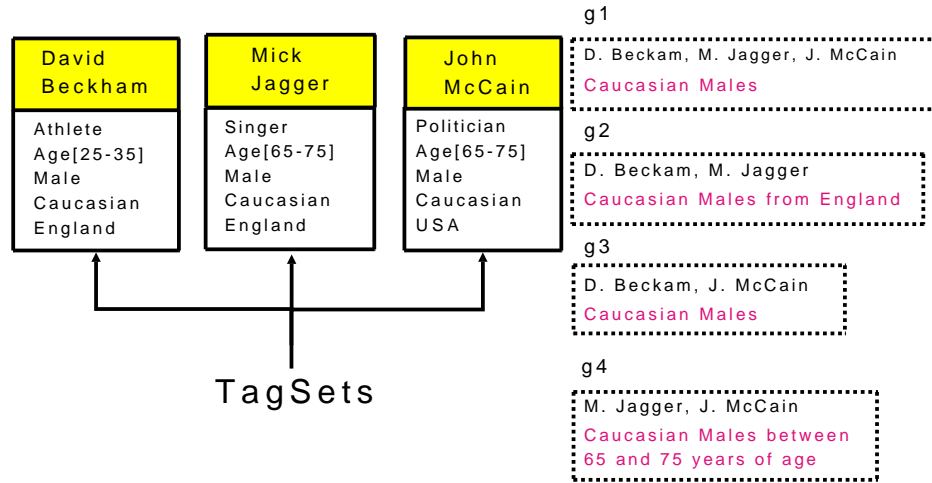 David
Beckham
Athlete
Age[25-35]
Male
Caucasian
England
Mick
Jagger
Singer
Age[65-75]
Male
Caucasian
England
John
McCain
Politician
Age[65-75]
Male
Caucasian
USA
TagSets
g1
D. Beckam, M. Jagger, J. McCain
Caucasian Males
g2
D. Beckam, M. Jagger
Caucasian Males from England
g3
D. Beckam, J. McCain
Caucasian Males
g4
M. Jagger, J. McCain
Caucasian Males between
65 and 75 years of age